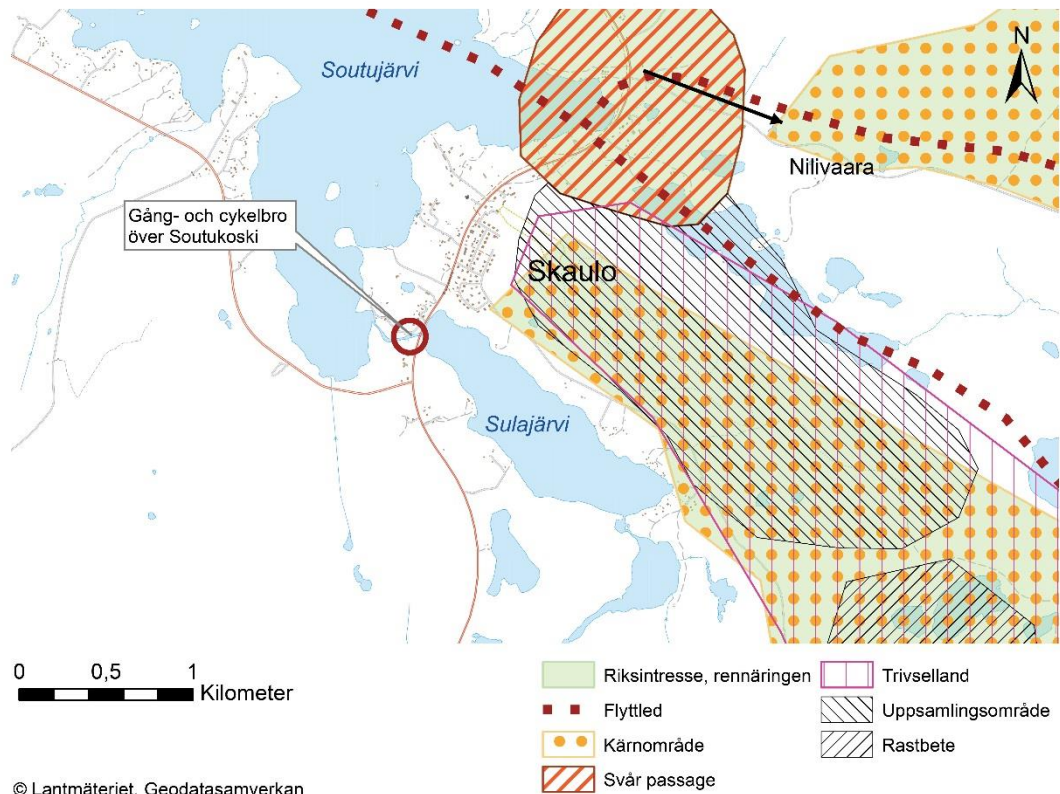 N
Soutujärvi
Nilivaara
Gång- och cykelbro
över Soutukoski
Skaulo
Sulajärvi
0 0,5 1
Kilometer
Riksintresse, rennäringen
Flyttled
Kärnområde
Svår passage
Trivselland
Uppsamlingsområde
Rastbete
© Lantmäteriet, Geodatasamverkan